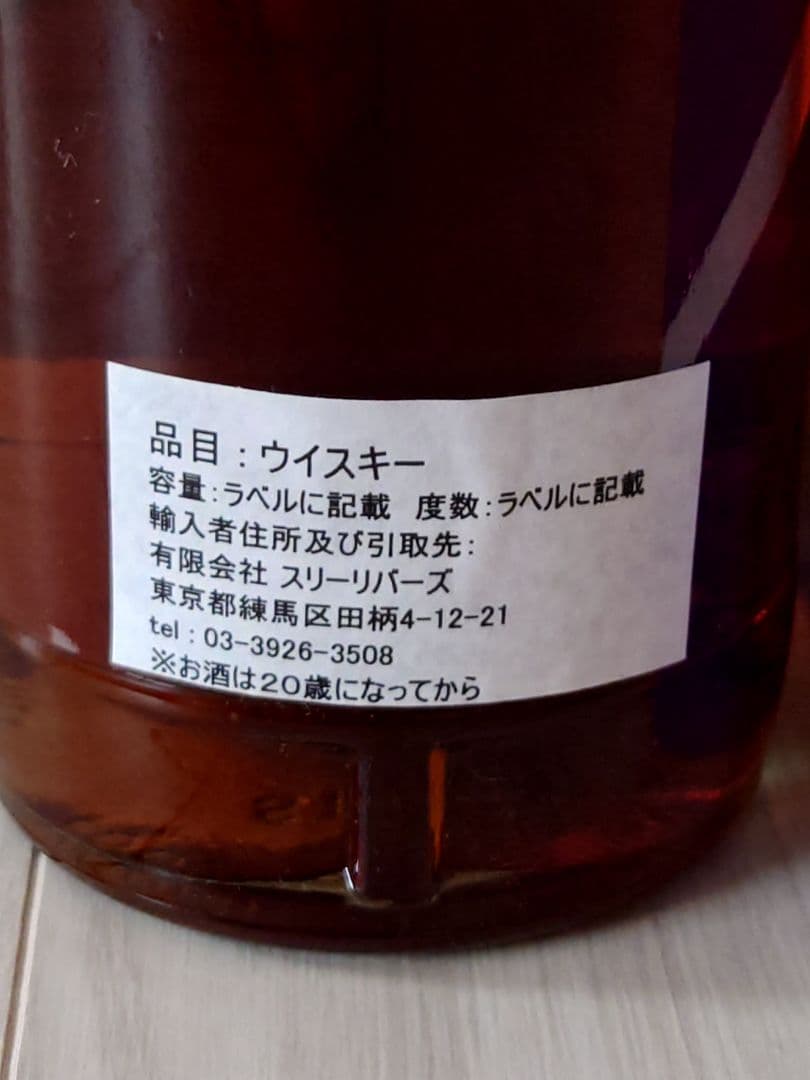 品目：ウイスキー
容量：ラベルに記載　度数：ラベルに記載
輸入者住所及び引取先：
有限会社 スリーリバーズ
東京都練馬区田柄4-12-21
tel：03-3926-3508
※お酒は２０歳になってから